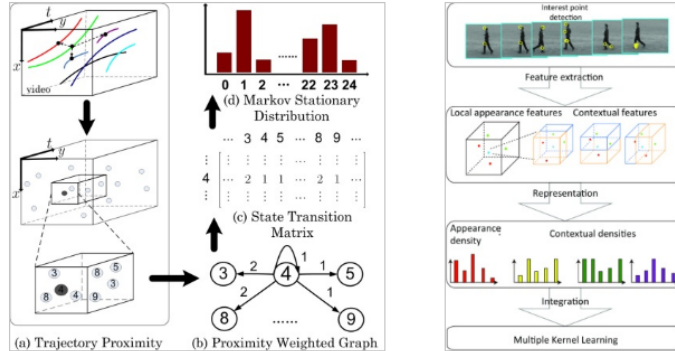 t
y
x
video
t
y
x
8
5
3
8
4
9
(a) Trajectory Proximity
0 1 2 ...... 22 23 24
(d) Markov Stationary
Distribution
... 3 4 5 ... 8 9 ...
4 ... 2 1 1 ... 2 1 ...
(c) State Transition
Matrix
1
3 2 4 1 5
2 1
8 ...... 9
(b) Proximity Weighted Graph
Interest point
detection
Feature extraction
Local appearance features Contextual features
Representation
Appearance
density
Contextual densities
Integration
Multiple Kernel Learning